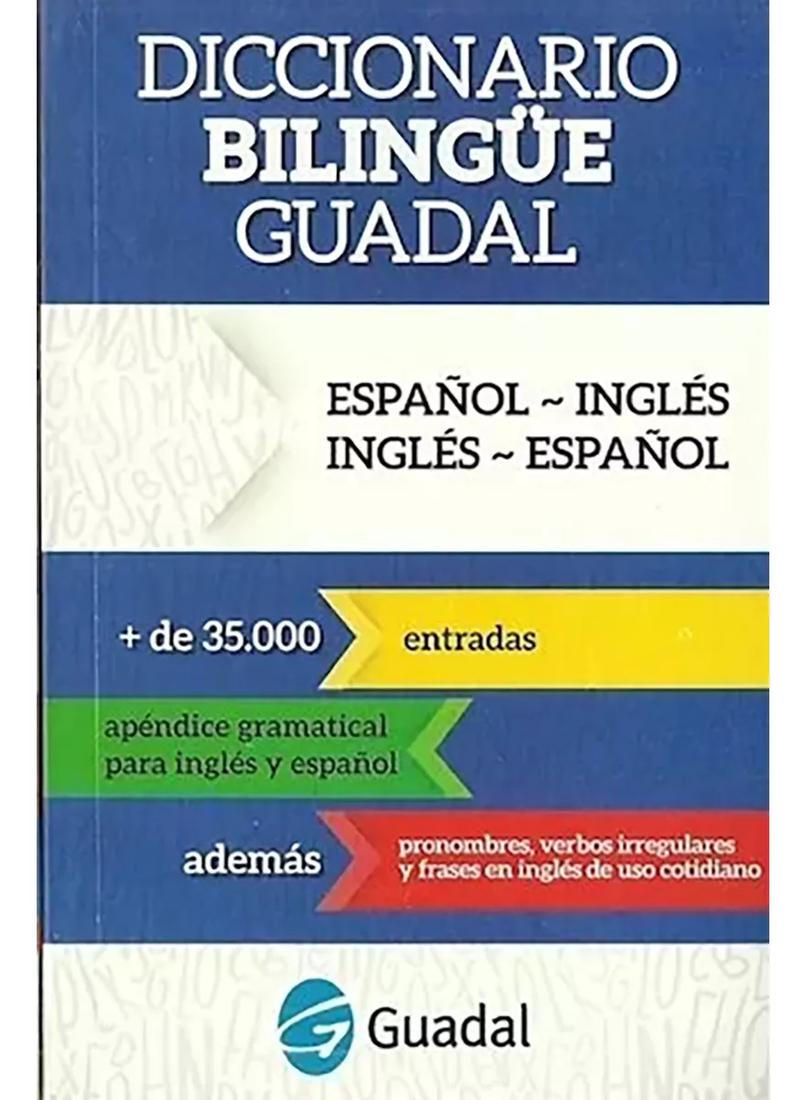 DICCIONARIO
BILINGÜE
GUADAL
ESPAÑOL ~ INGLÉS
INGLÉS ~ ESPAÑOL
+ de 35.000 entradas
apéndice gramatical
para inglés y español
además
pronombres, verbos irregulares
y frases en inglés de uso cotidiano
Guadal